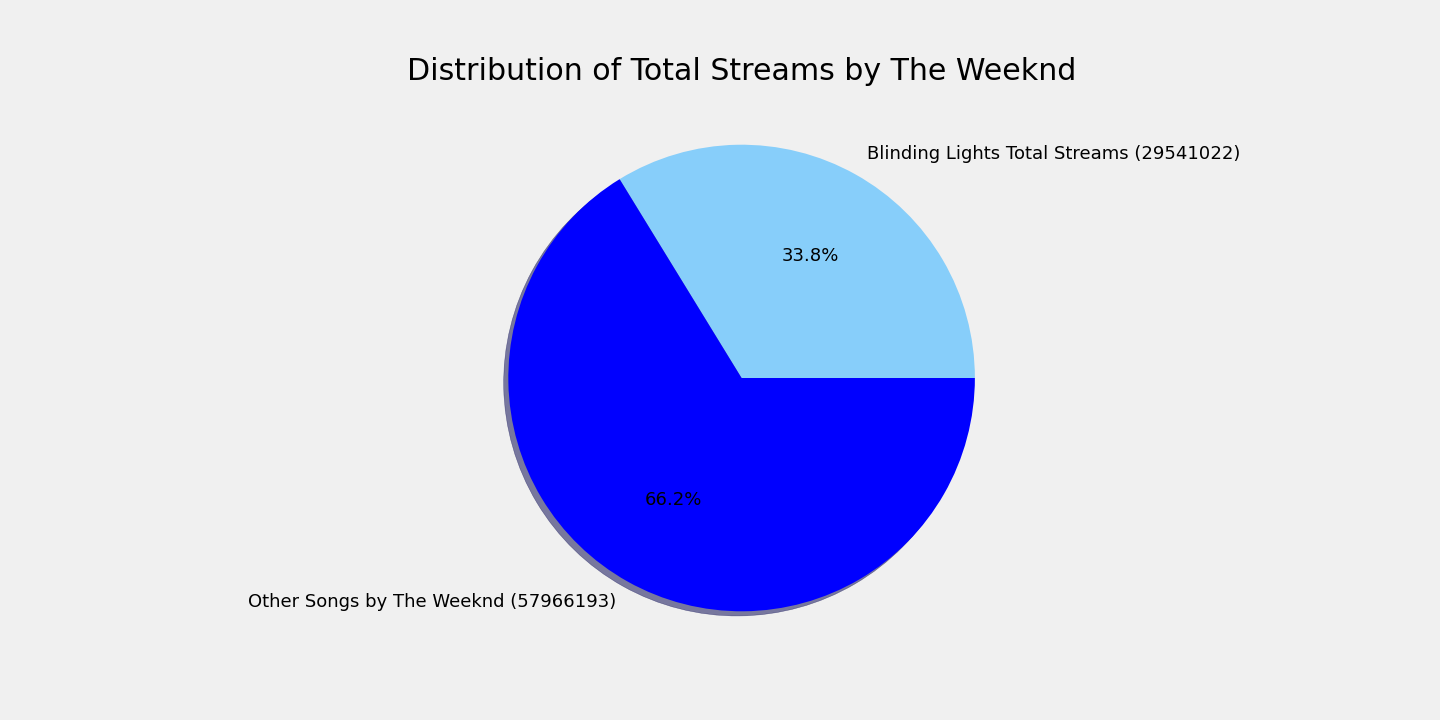 Distribution of Total Streams by The Weeknd
Blinding Lights Total Streams (29541022)
33.8%
66.2%
Other Songs by The Weeknd (57966193)